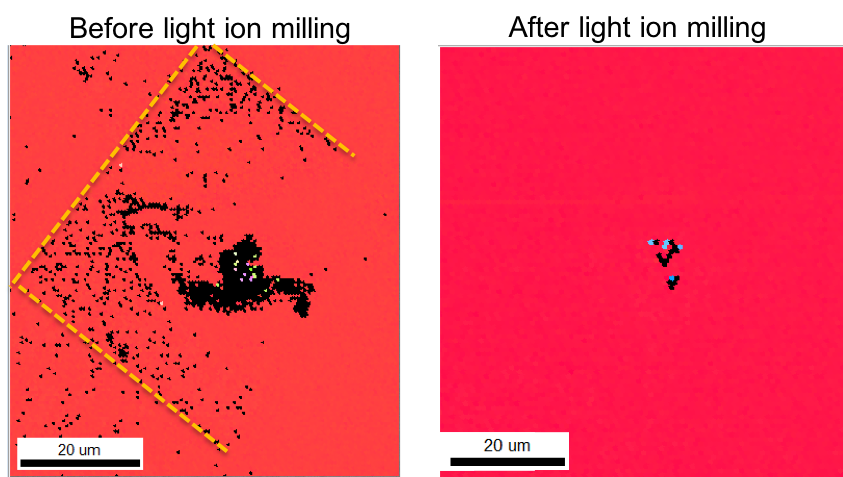 Before light ion milling
After light ion milling
20 um
20 um